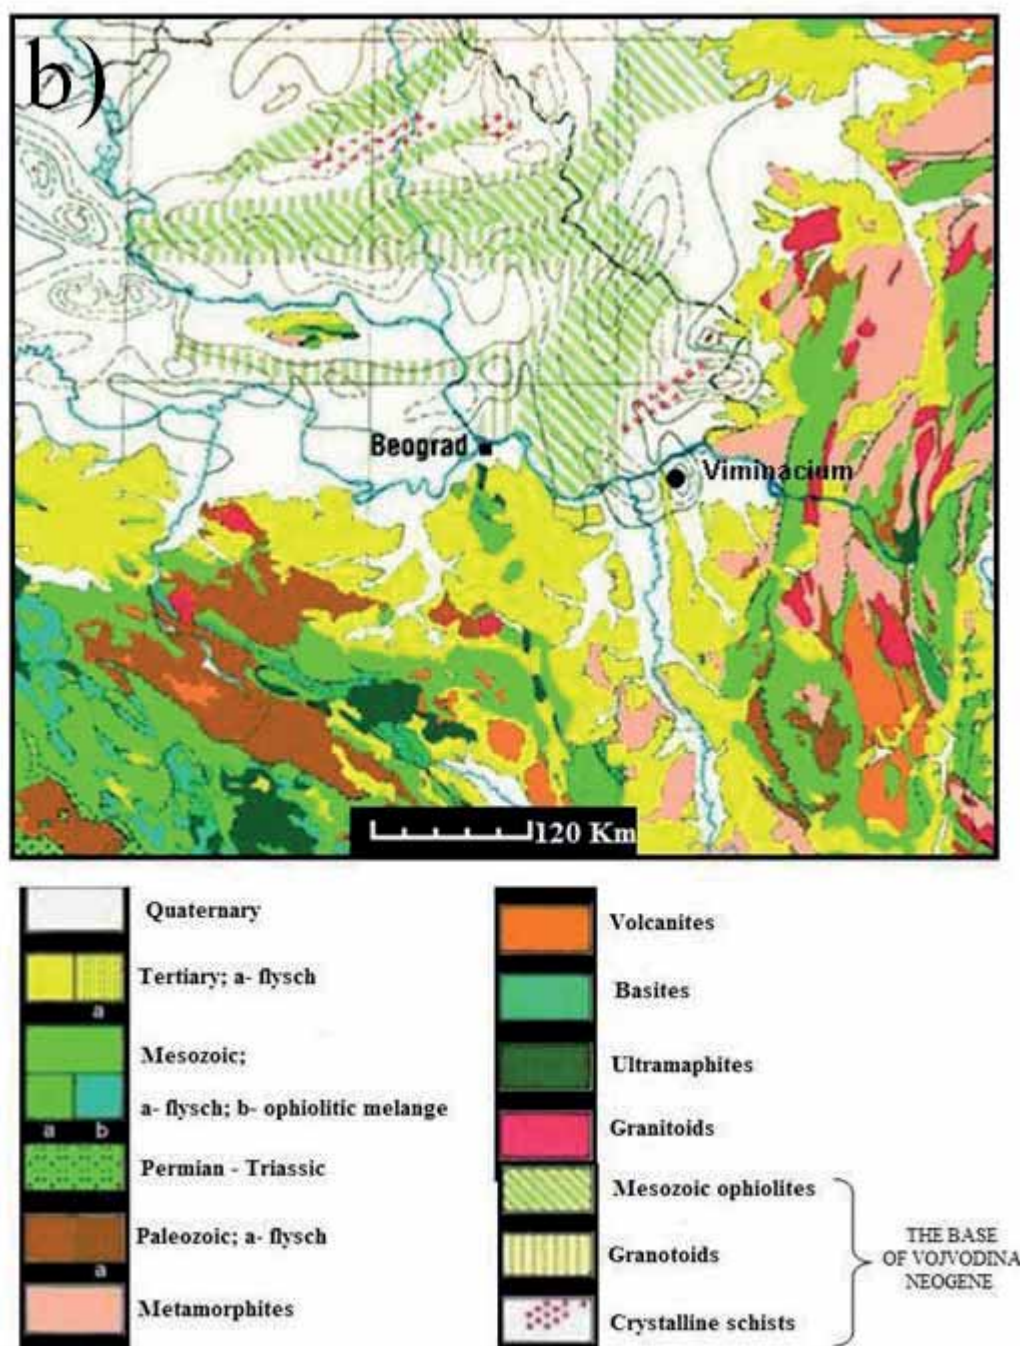 b)
Beograd
Viminacium
120 Km
Quaternary
Tertiary; a- flysch
a
Mesozoic;
a- flysch; b- ophiolitic melange
a b
Permian - Triassic
Paleozoic; a- flysch
a
Metamorphites
Volcanites
Basites
Ultramaphites
Granitoids
Mesozoic ophiolites
Granotoids
Crystalline schists
THE BASE
OF VOJVODINA
NEOGENE